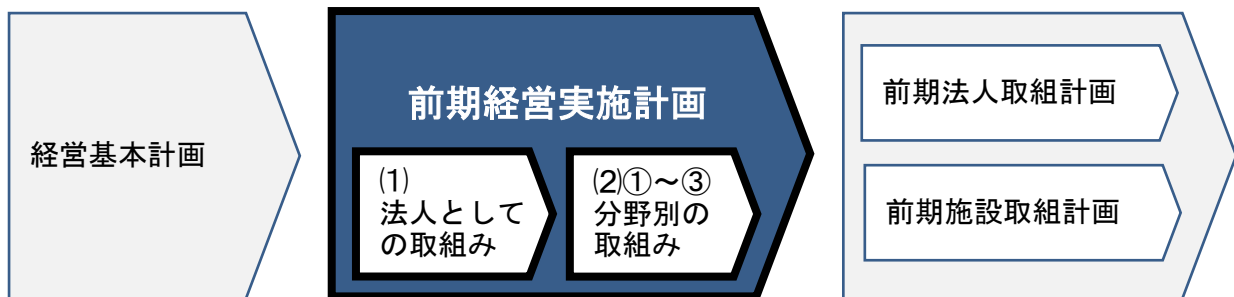 経営基本計画
前期経営実施計画
⑴
法人として
の取組み
⑵①~③
分野別の
取組み
前期法人取組計画
前期施設取組計画